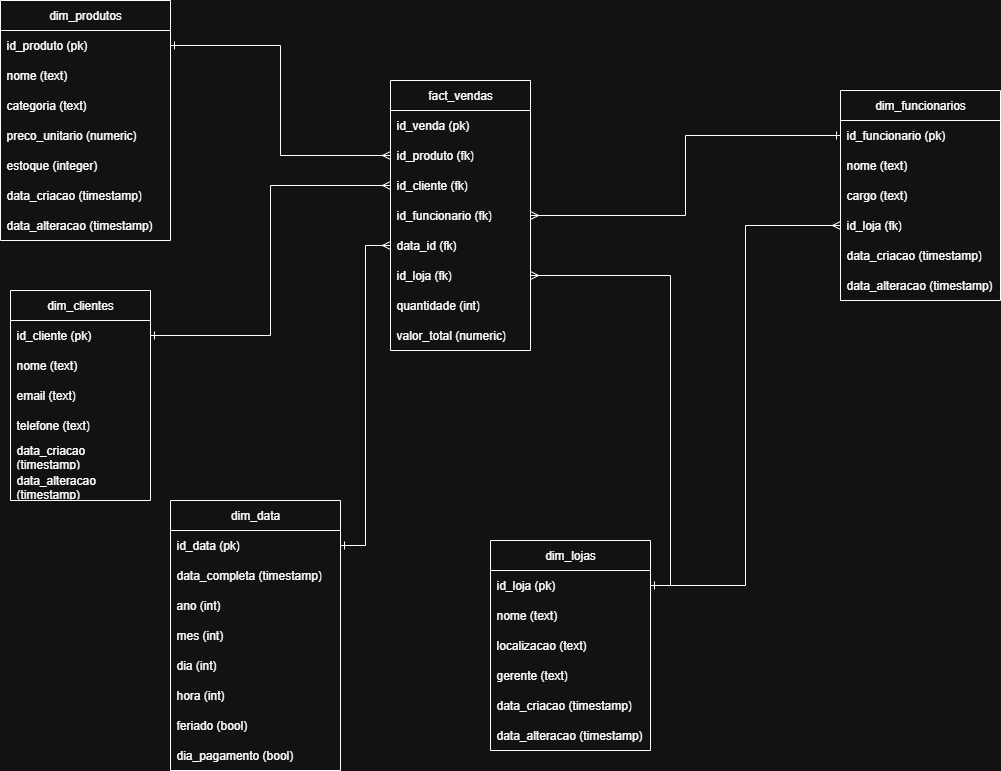 dim_produtos
id_produto (pk)
nome (text)
categoria (text)
preco_unitario (numeric)
estoque (integer)
data_criacao (timestamp)
data_alteracao (timestamp)
fact_vendas
id_venda (pk)
id_produto (fk)
id_cliente (fk)
id_funcionario (fk)
data_id (fk)
id_loja (fk)
quantidade (int)
valor_total (numeric)
dim_funcionarios
id_funcionario (pk)
nome (text)
cargo (text)
id_loja (fk)
data_criacao (timestamp)
data_alteracao (timestamp)
dim_clientes
id_cliente (pk)
nome (text)
email (text)
telefone (text)
data_criacao
(timestamp)
data_alteracao
(timestamp)
dim_data
id_data (pk)
data_completa (timestamp)
ano (int)
mes (int)
dia (int)
hora (int)
feriado (bool)
dia_pagamento (bool)
dim_lojas
id_loja (pk)
nome (text)
localizacao (text)
gerente (text)
data_criacao (timestamp)
data_alteracao (timestamp)